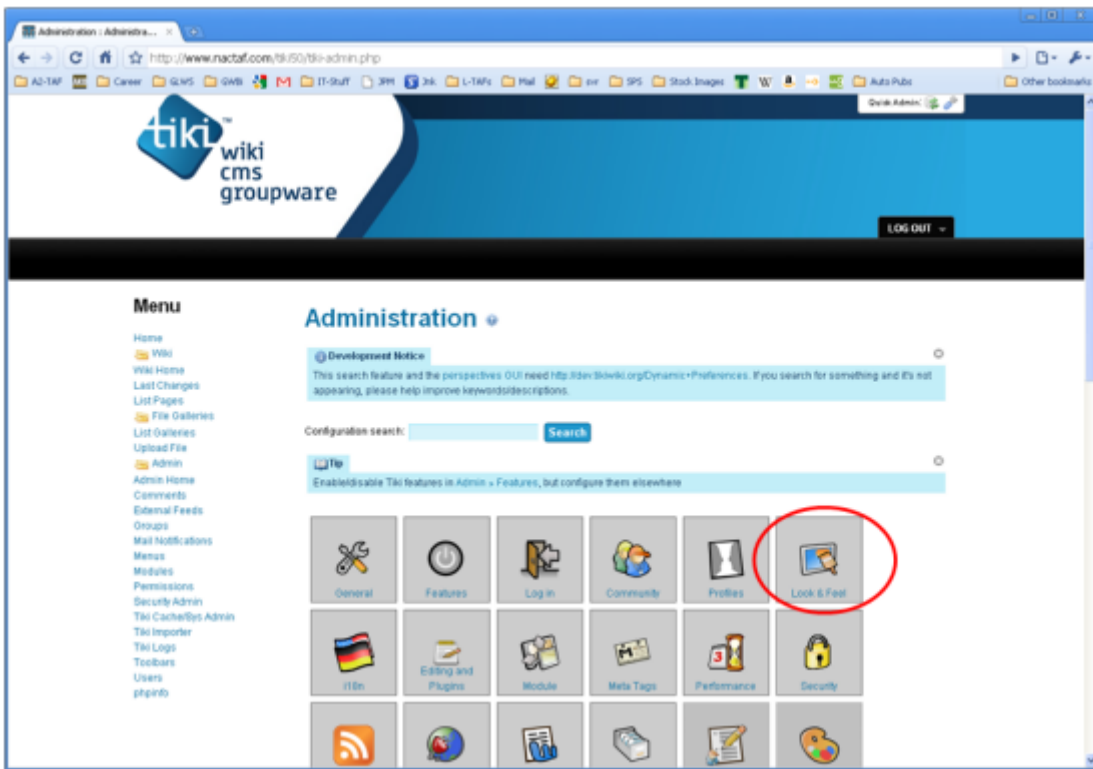 Administration : Administra...
http://www.nactaf.com/tiki50/tiki-admin.php
A2-TAF
Career
GLWS
GWBI
IT-Stuff
JPM
Jnk
L-TAFs
Mail
svr
SPS
Stock Images
W
Auto Pubs
Other bookmarks
Quick Admin:
tiki™
wiki
cms
groupware
LOG OUT
Menu
Home
Wiki
Wiki Home
Last Changes
List Pages
File Galleries
List Galleries
Upload File
Admin
Admin Home
Comments
External Feeds
Groups
Mail Notifications
Menus
Modules
Permissions
Security Admin
Tiki Cache/Sys Admin
Tiki Importer
Tiki Logs
Toolbars
Users
phpinfo
Administration
Development Notice
This search feature and the perspectives GUI need http://dev.tikiwiki.org/Dynamic+Preferences. If you search for something and it's not
appearing, please help improve keywords/descriptions.
Configuration search:
Search
Tip
Enable/disable Tiki features in Admin » Features, but configure them elsewhere
General
Features
Log in
Community
Profiles
Look & Feel
i18n
Editing and
Plugins
Module
Meta Tags
Performance
Security